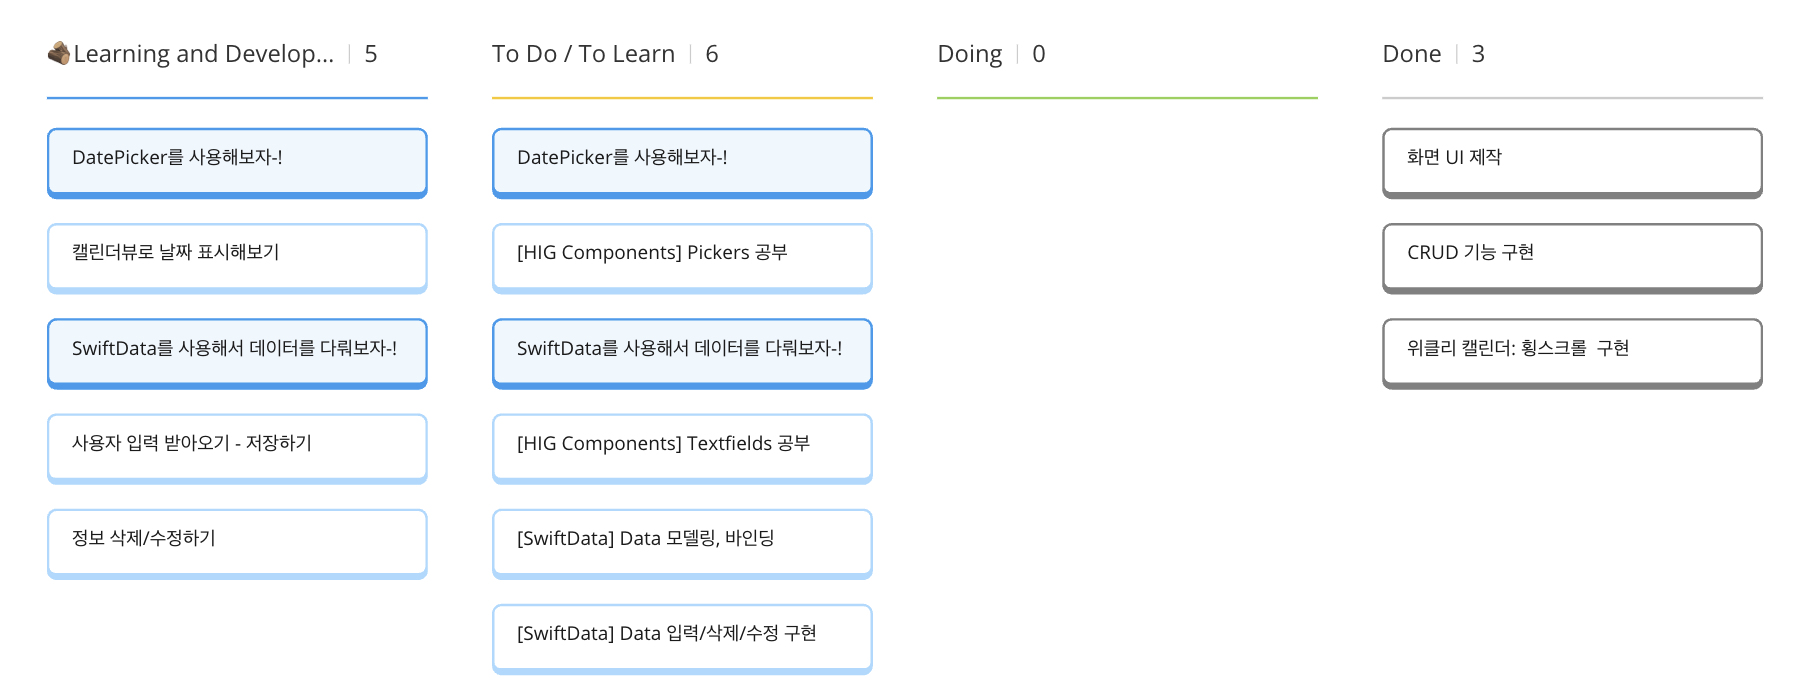 Learning and Develop... | 5
DatePicker를 사용해보자-!
캘린더뷰로 날짜 표시해보기
SwiftData를 사용해서 데이터를 다뤄보자-!
사용자 입력 받아오기 - 저장하기
정보 삭제/수정하기
To Do / To Learn | 6
DatePicker를 사용해보자-!
[HIG Components] Pickers 공부
SwiftData를 사용해서 데이터를 다뤄보자-!
[HIG Components] Textfields 공부
[SwiftData] Data 모델링, 바인딩
[SwiftData] Data 입력/삭제/수정 구현
Doing | 0
Done | 3
화면 UI 제작
CRUD 기능 구현
위클리 캘린더: 횡스크롤  구현